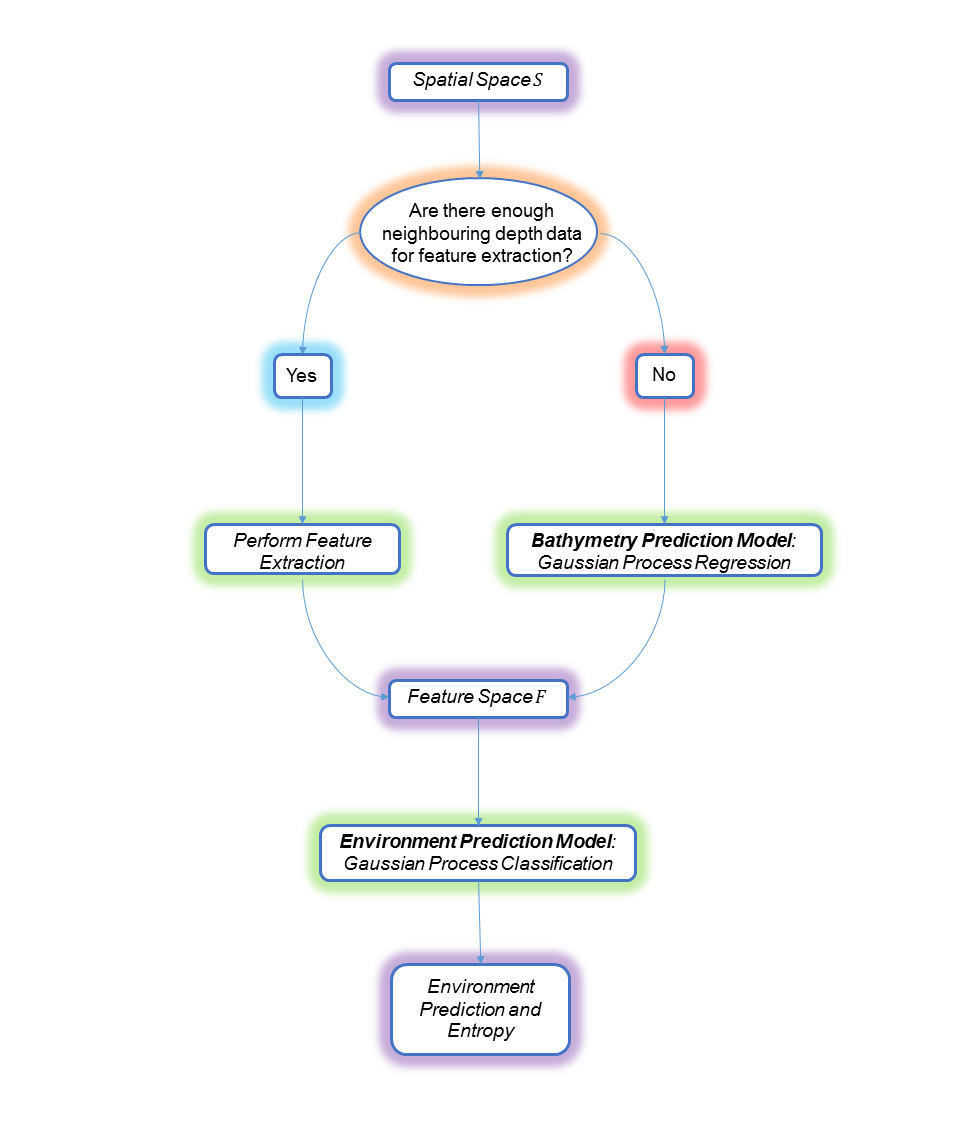 Spatial Space S
Are there enough
neighbouring depth data
for feature extraction?
Yes
No
Perform Feature
Extraction
Bathymetry Prediction Model:
Gaussian Process Regression
Feature Space F
Environment Prediction Model:
Gaussian Process Classification
Environment
Prediction and
Entropy